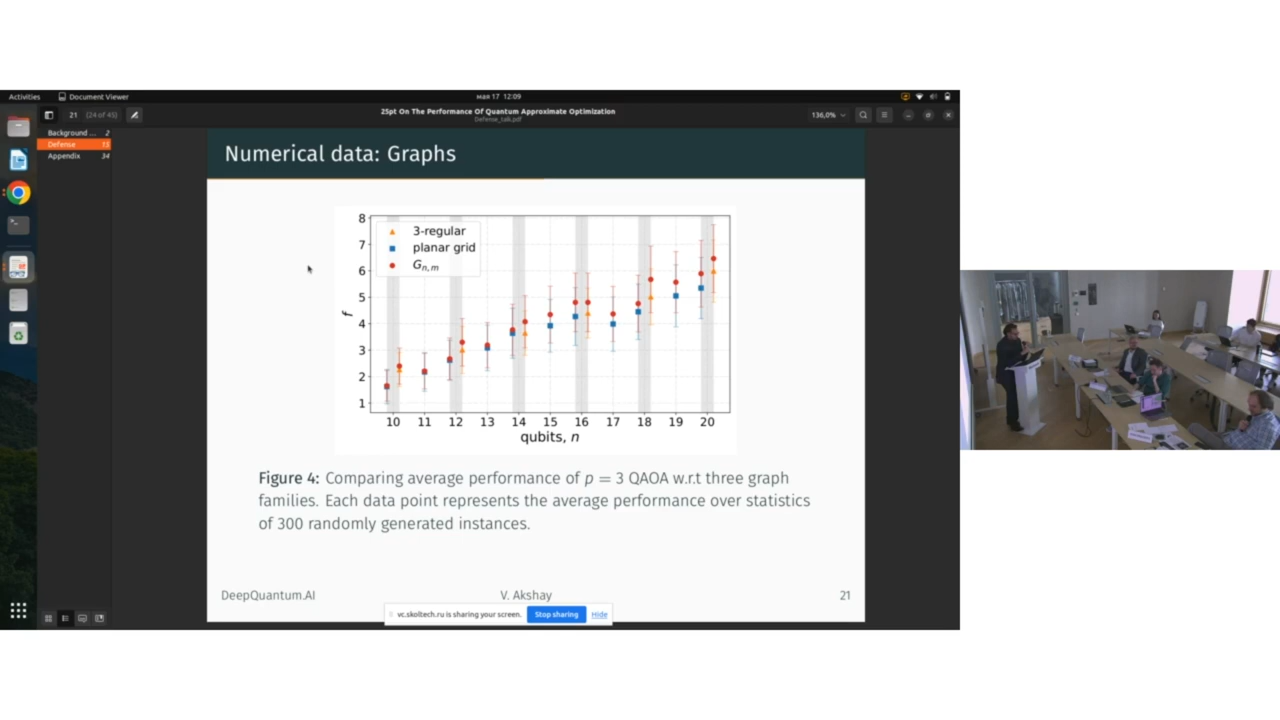 Activities
Document Viewer
мая 17 12:09
21
(24 of 45)
25pt On The Performance Of Quantum Approximate Optimization
Defense_talk.pdf
136,0%
Background ... 2
Defense 13
Appendix 34
Numerical data: Graphs
8
7
6
5
4
3
2
1
f
3-regular
planar grid
Gn,m
10 11 12 13 14 15 16 17 18 19 20
qubits, n
Figure 4: Comparing average performance of p = 3 QAOA w.r.t three graph
families. Each data point represents the average performance over statistics
of 300 randomly generated instances.
DeepQuantum.AI V. Akshay 21
vc.skoltech.ru is sharing your screen. Stop sharing Hide